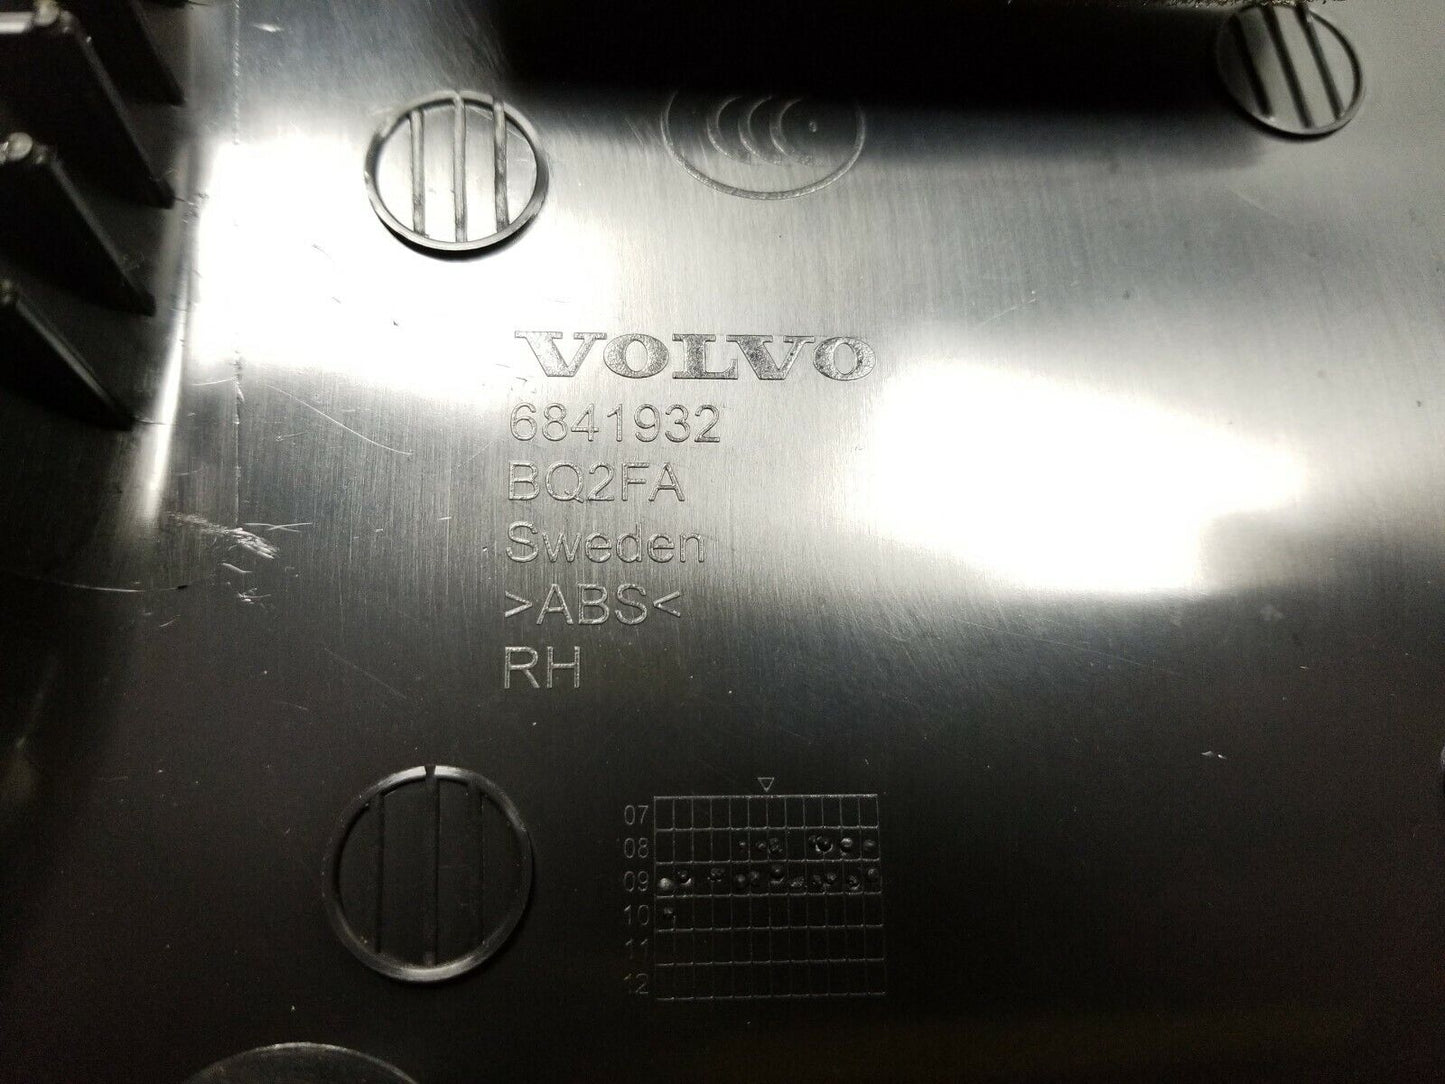 VOLVO
6841932
BQ2FA
Sweden
>ABS<
RH
07
08
09
10
11
12